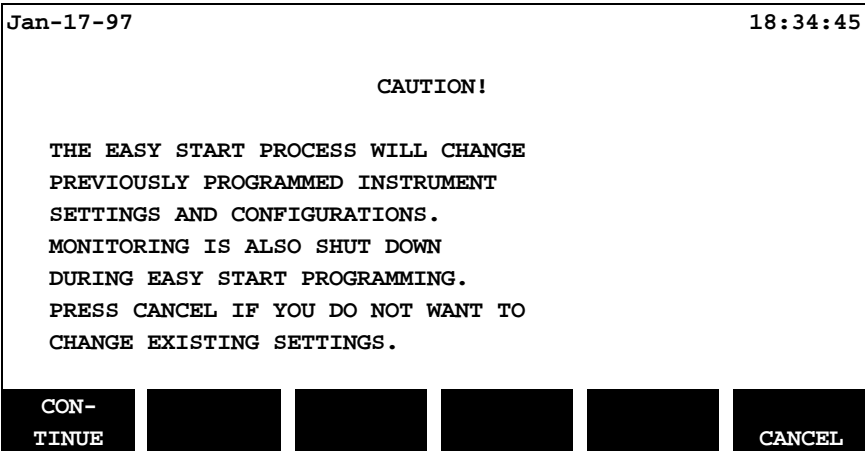 Jan-17-97 18:34:45
CAUTION!
THE EASY START PROCESS WILL CHANGE
PREVIOUSLY PROGRAMMED INSTRUMENT
SETTINGS AND CONFIGURATIONS.
MONITORING IS ALSO SHUT DOWN
DURING EASY START PROGRAMMING.
PRESS CANCEL IF YOU DO NOT WANT TO
CHANGE EXISTING SETTINGS.
CON-
TINUE CANCEL